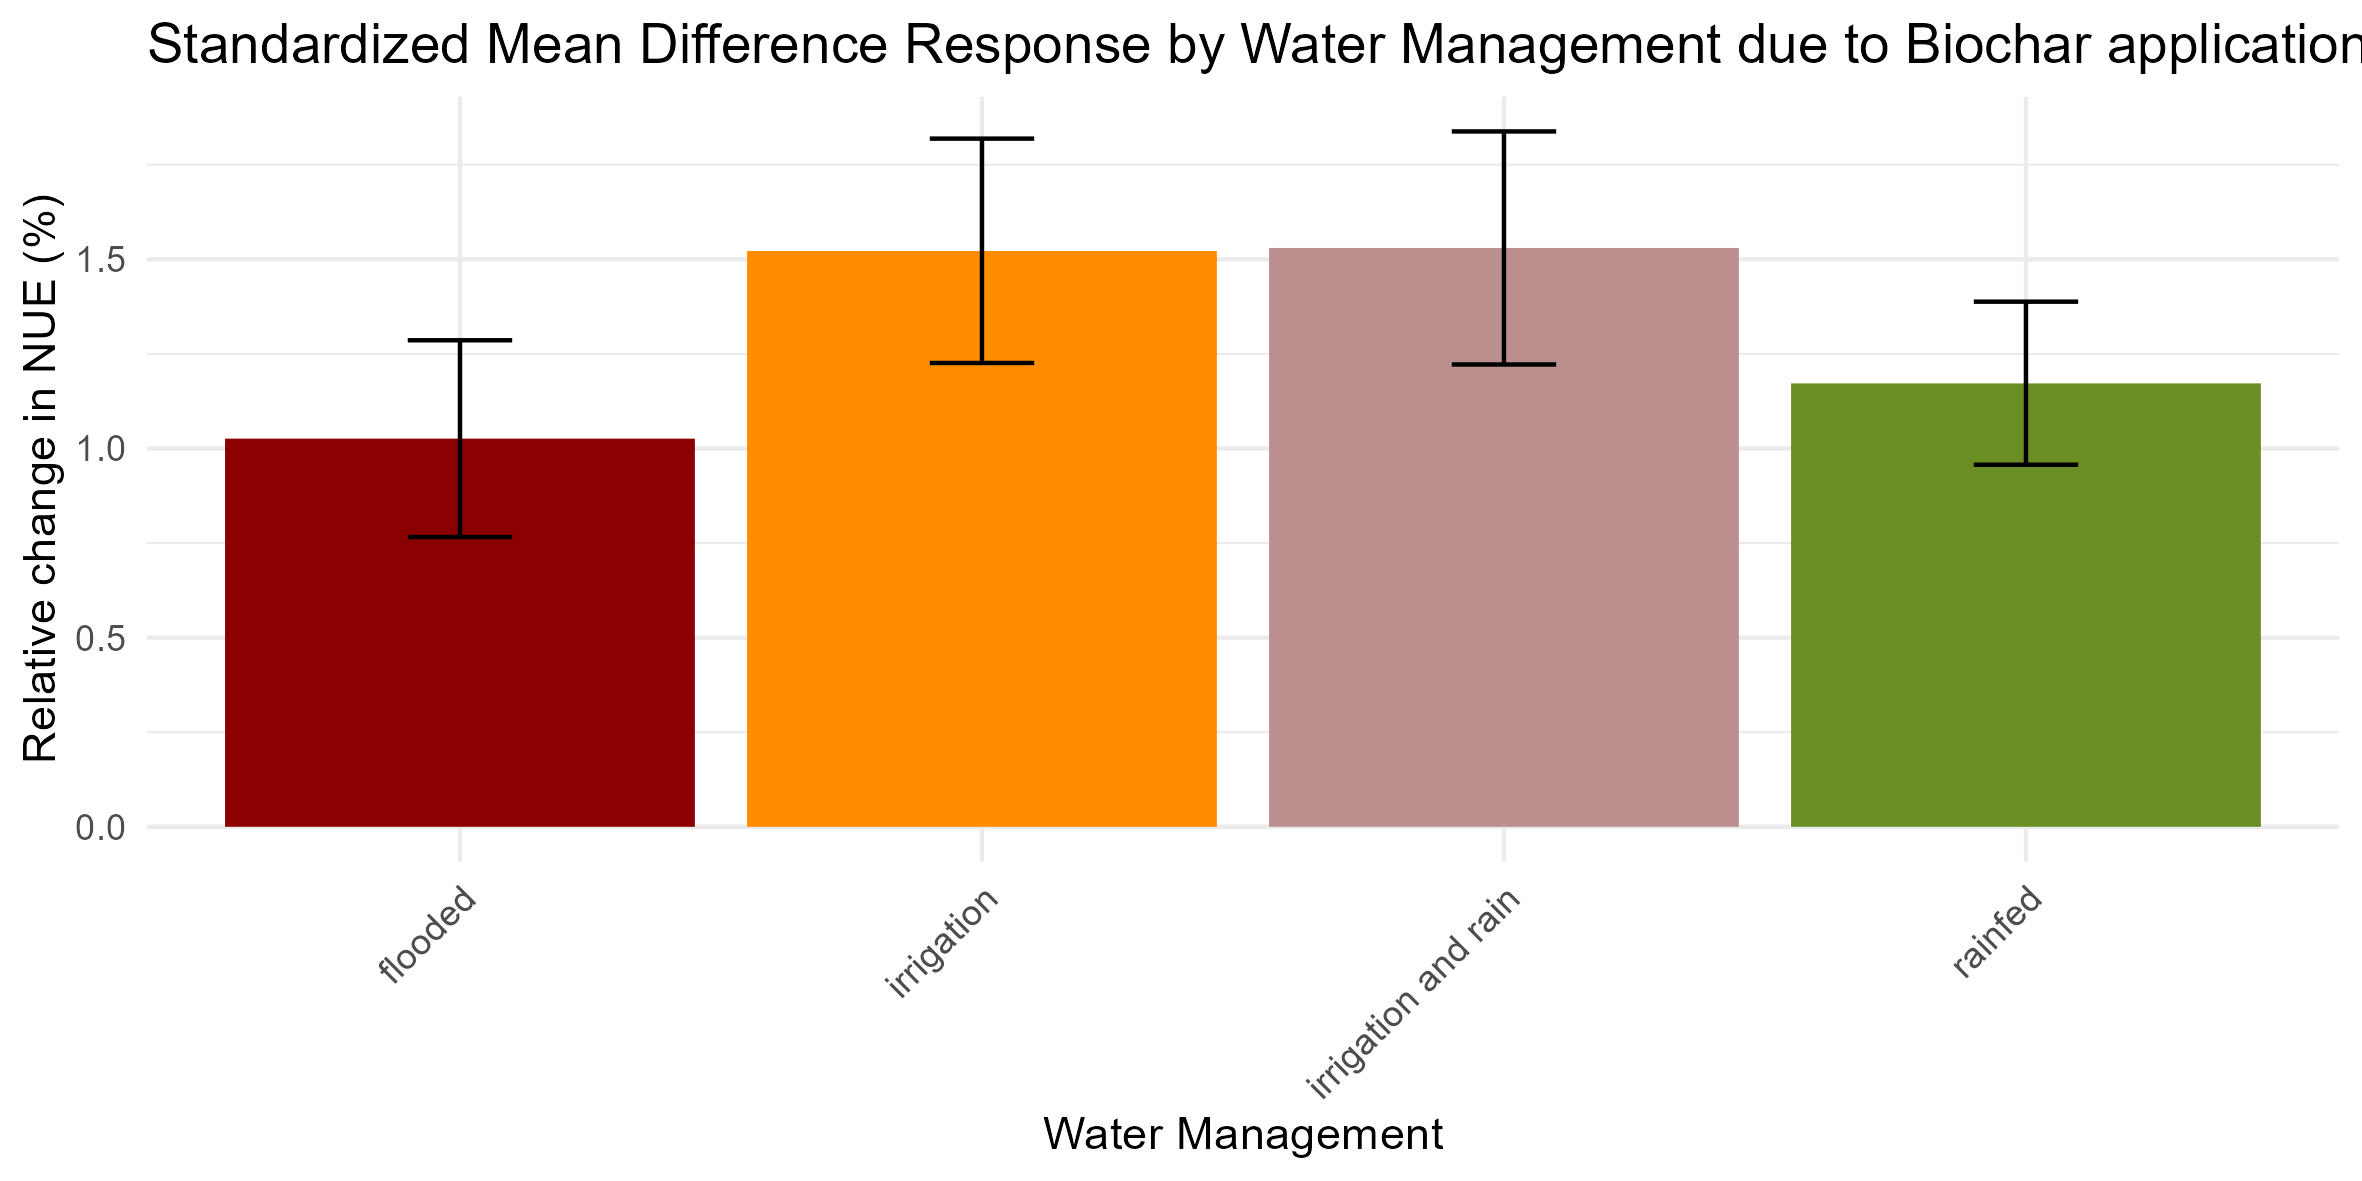 Standardized Mean Difference Response by Water Management due to Biochar application
Relative change in NUE (%)
1.5
1.0
0.5
0.0
flooded
irrigation
irrigation and rain
rainfed
Water Management